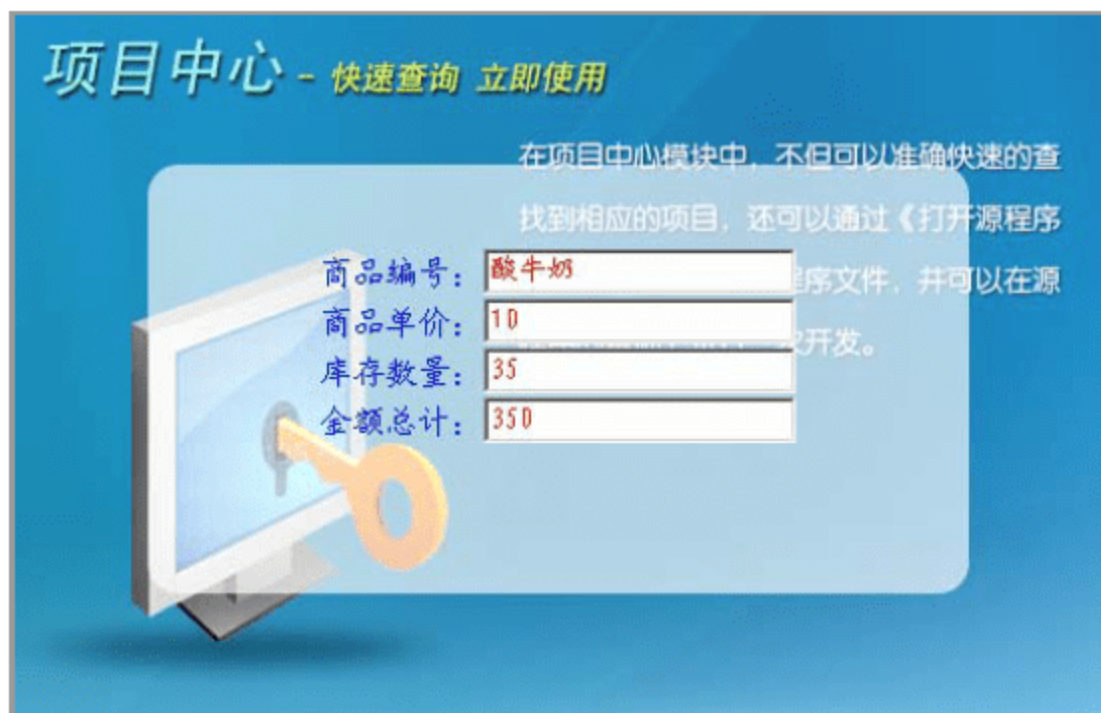 项目中心 - 快速查询 立即使用
在项目中心模块中，不但可以准确快速的查
找到相应的项目，还可以通过《打开源程序
商品编号： 酸牛奶
程序文件，并可以在源
商品单价： 10
开发。
库存数量： 35
金额总计： 350